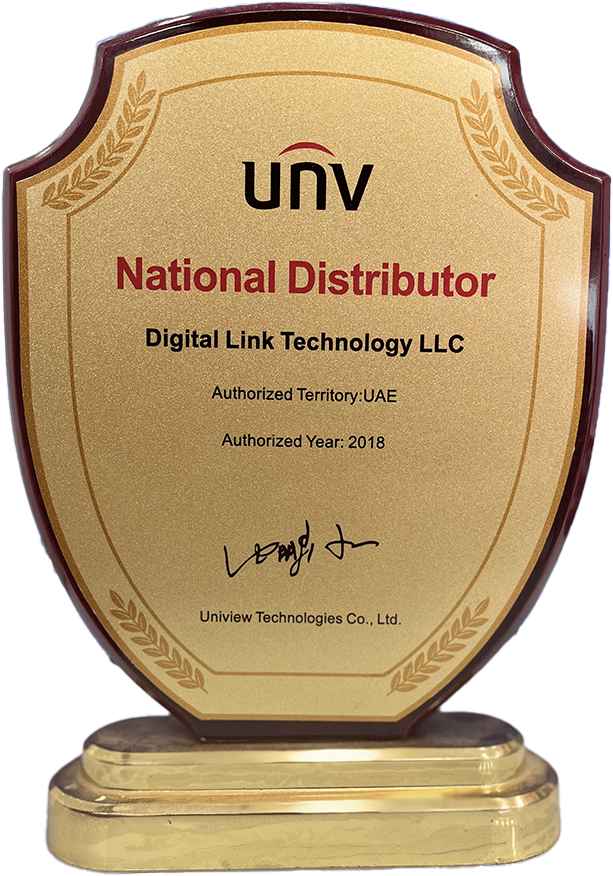 unv
National Distributor
Digital Link Technology LLC
Authorized Territory:UAE
Authorized Year: 2018
Uniview Technologies Co., Ltd.